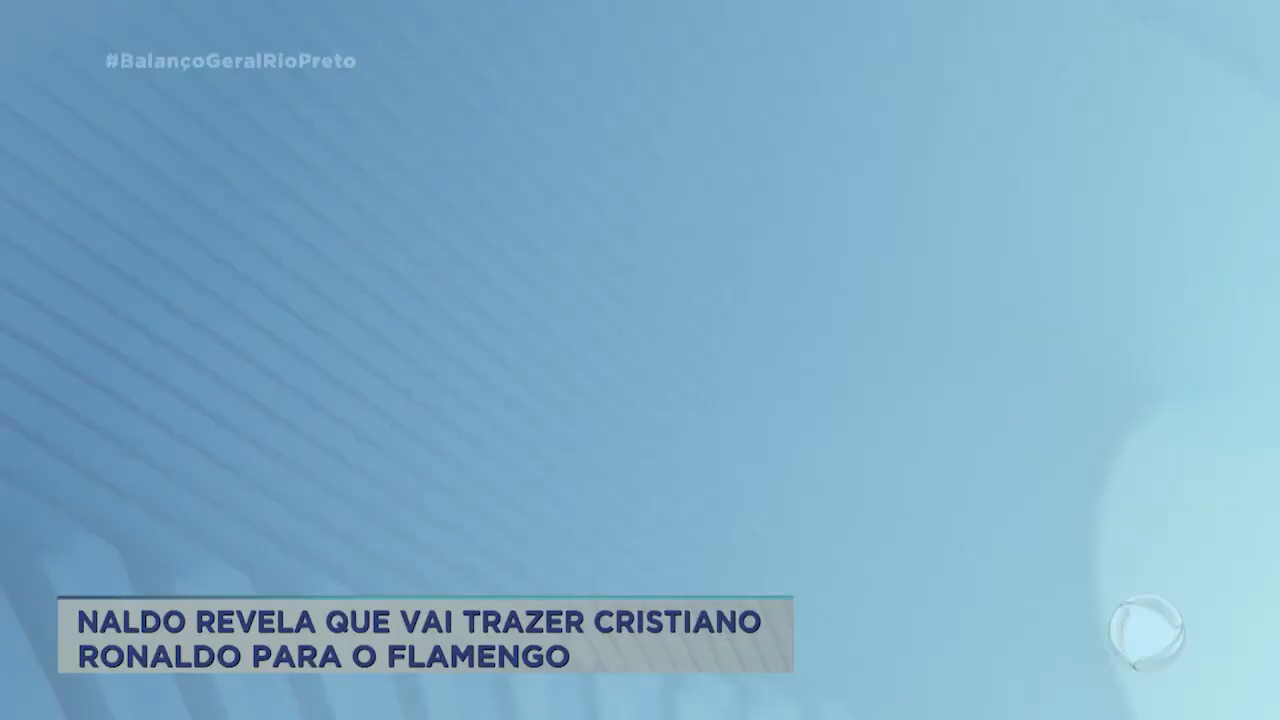 #BalançoGeralRioPreto
NALDO REVELA QUE VAI TRAZER CRISTIANO
RONALDO PARA O FLAMENGO